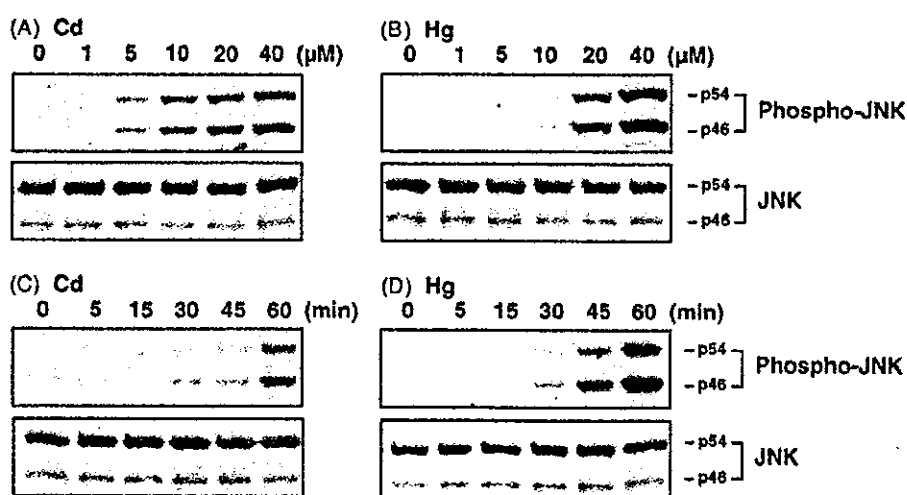 (A) Cd
0 1 5 10 20 40 (µM)
(B) Hg
0 1 5 10 20 40 (µM)
-p54
-p46
Phospho-JNK
-p54
-p46
JNK
(C) Cd
0 5 15 30 45 60 (min)
(D) Hg
0 5 15 30 45 60 (min)
-p54
-p46
Phospho-JNK
-p54
-p46
JNK